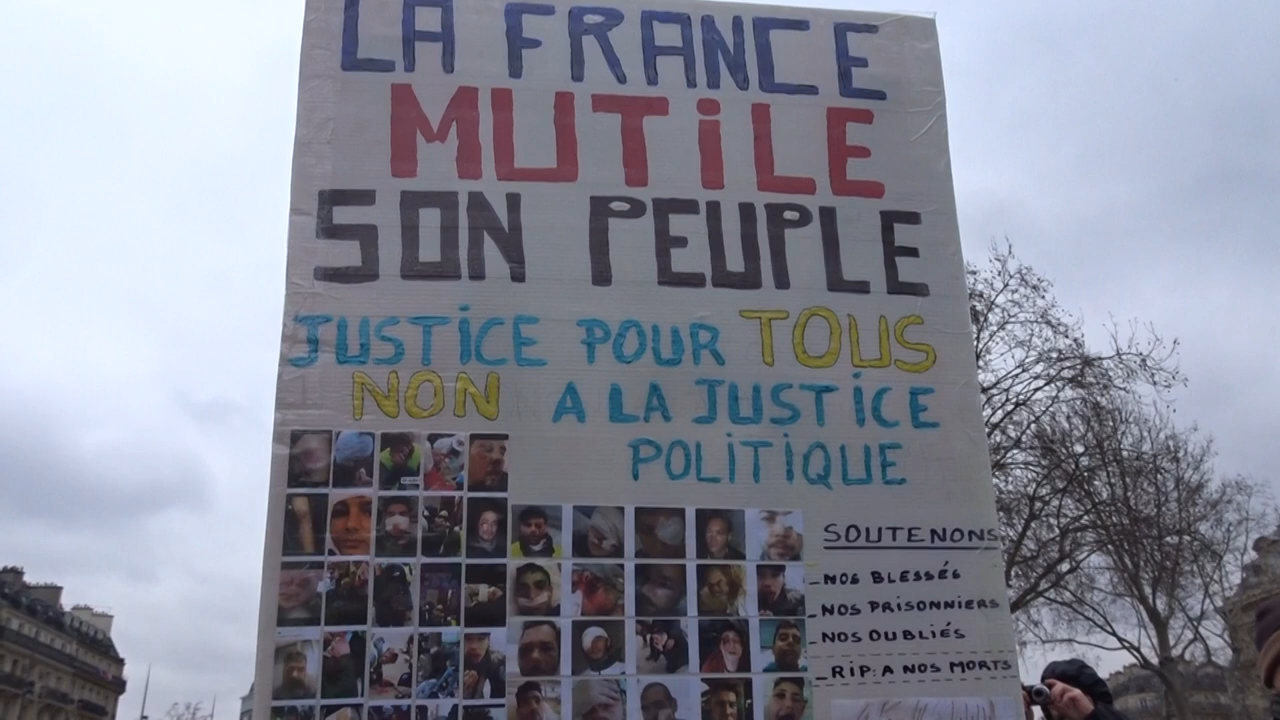 LA FRANCE
MUTiLE
SON PEUPLE
JUSTiCE POUR TOUS
NON A LA JUSTiCE
POLiTiQUE
SOUTENONS
_NOS BLESSÉS
_NOS PRISONNIERS
_NOS OUBLIÉS
_RIP: A NOS MORTS